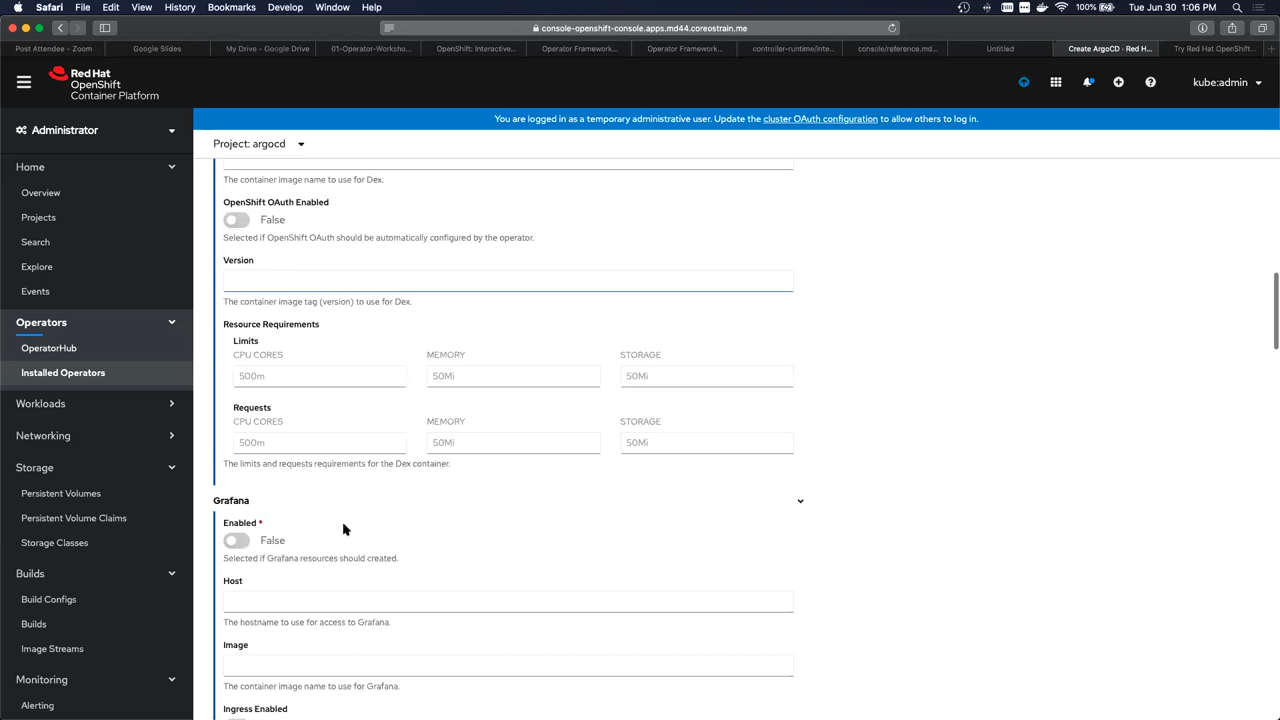 Safari File Edit View History Bookmarks Develop Window Help 100% Tue Jun 30 1:06 PM
console-openshift-console.apps.md44.coreostrain.me
Post Attendee - Zoom Google Slides My Drive - Google Drive 01-Operator-Worksho... OpenShift: Interactive... Operator Framework... Operator Framework... controller-runtime/inte... console/reference.md... Untitled Create ArgoCD - Red H... Try Red Hat OpenShift...
Red Hat
OpenShift
Container Platform
kube:admin
You are logged in as a temporary administrative user. Update the cluster OAuth configuration to allow others to log in.
Administrator
Home
Overview
Projects
Search
Explore
Events
Operators
OperatorHub
Installed Operators
Workloads
Networking
Storage
Persistent Volumes
Persistent Volume Claims
Storage Classes
Builds
Build Configs
Builds
Image Streams
Monitoring
Alerting
Project: argocd
The container image name to use for Dex.
OpenShift OAuth Enabled
False
Selected if OpenShift OAuth should be automatically configured by the operator.
Version
The container image tag (version) to use for Dex.
Resource Requirements
Limits
CPU CORES MEMORY STORAGE
500m 50Mi 50Mi
Requests
CPU CORES MEMORY STORAGE
500m 50Mi 50Mi
The limits and requests requirements for the Dex container.
Grafana
Enabled *
False
Selected if Grafana resources should created.
Host
The hostname to use for access to Grafana.
Image
The container image name to use for Grafana.
Ingress Enabled